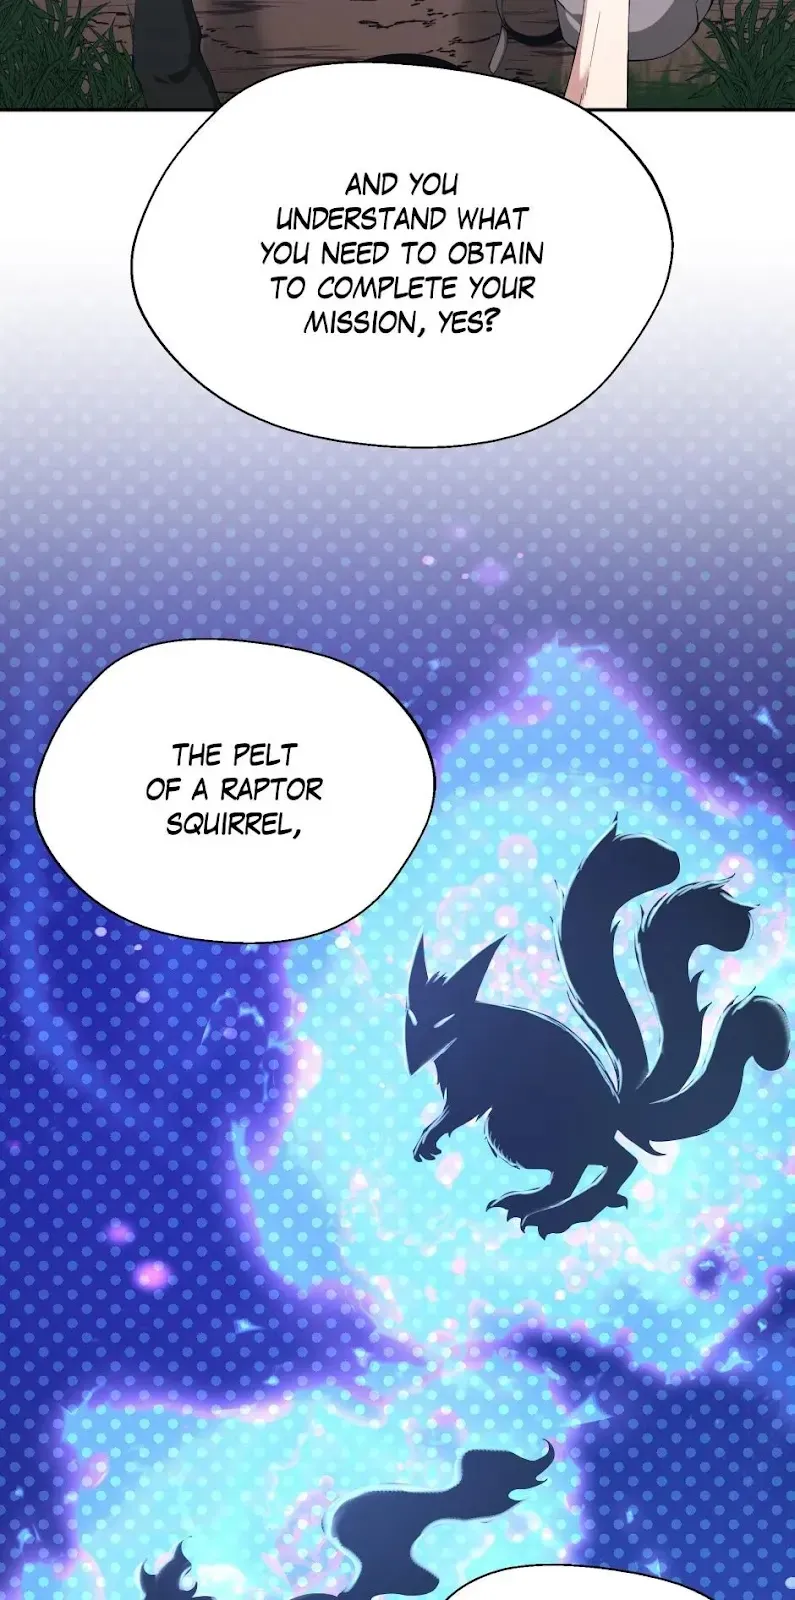 AND YOU
UNDERSTAND WHAT
YOU NEED TO OBTAIN
TO COMPLETE YOUR
MISSION, YES?
THE PELT
OF A RAPTOR
SQUIRREL,